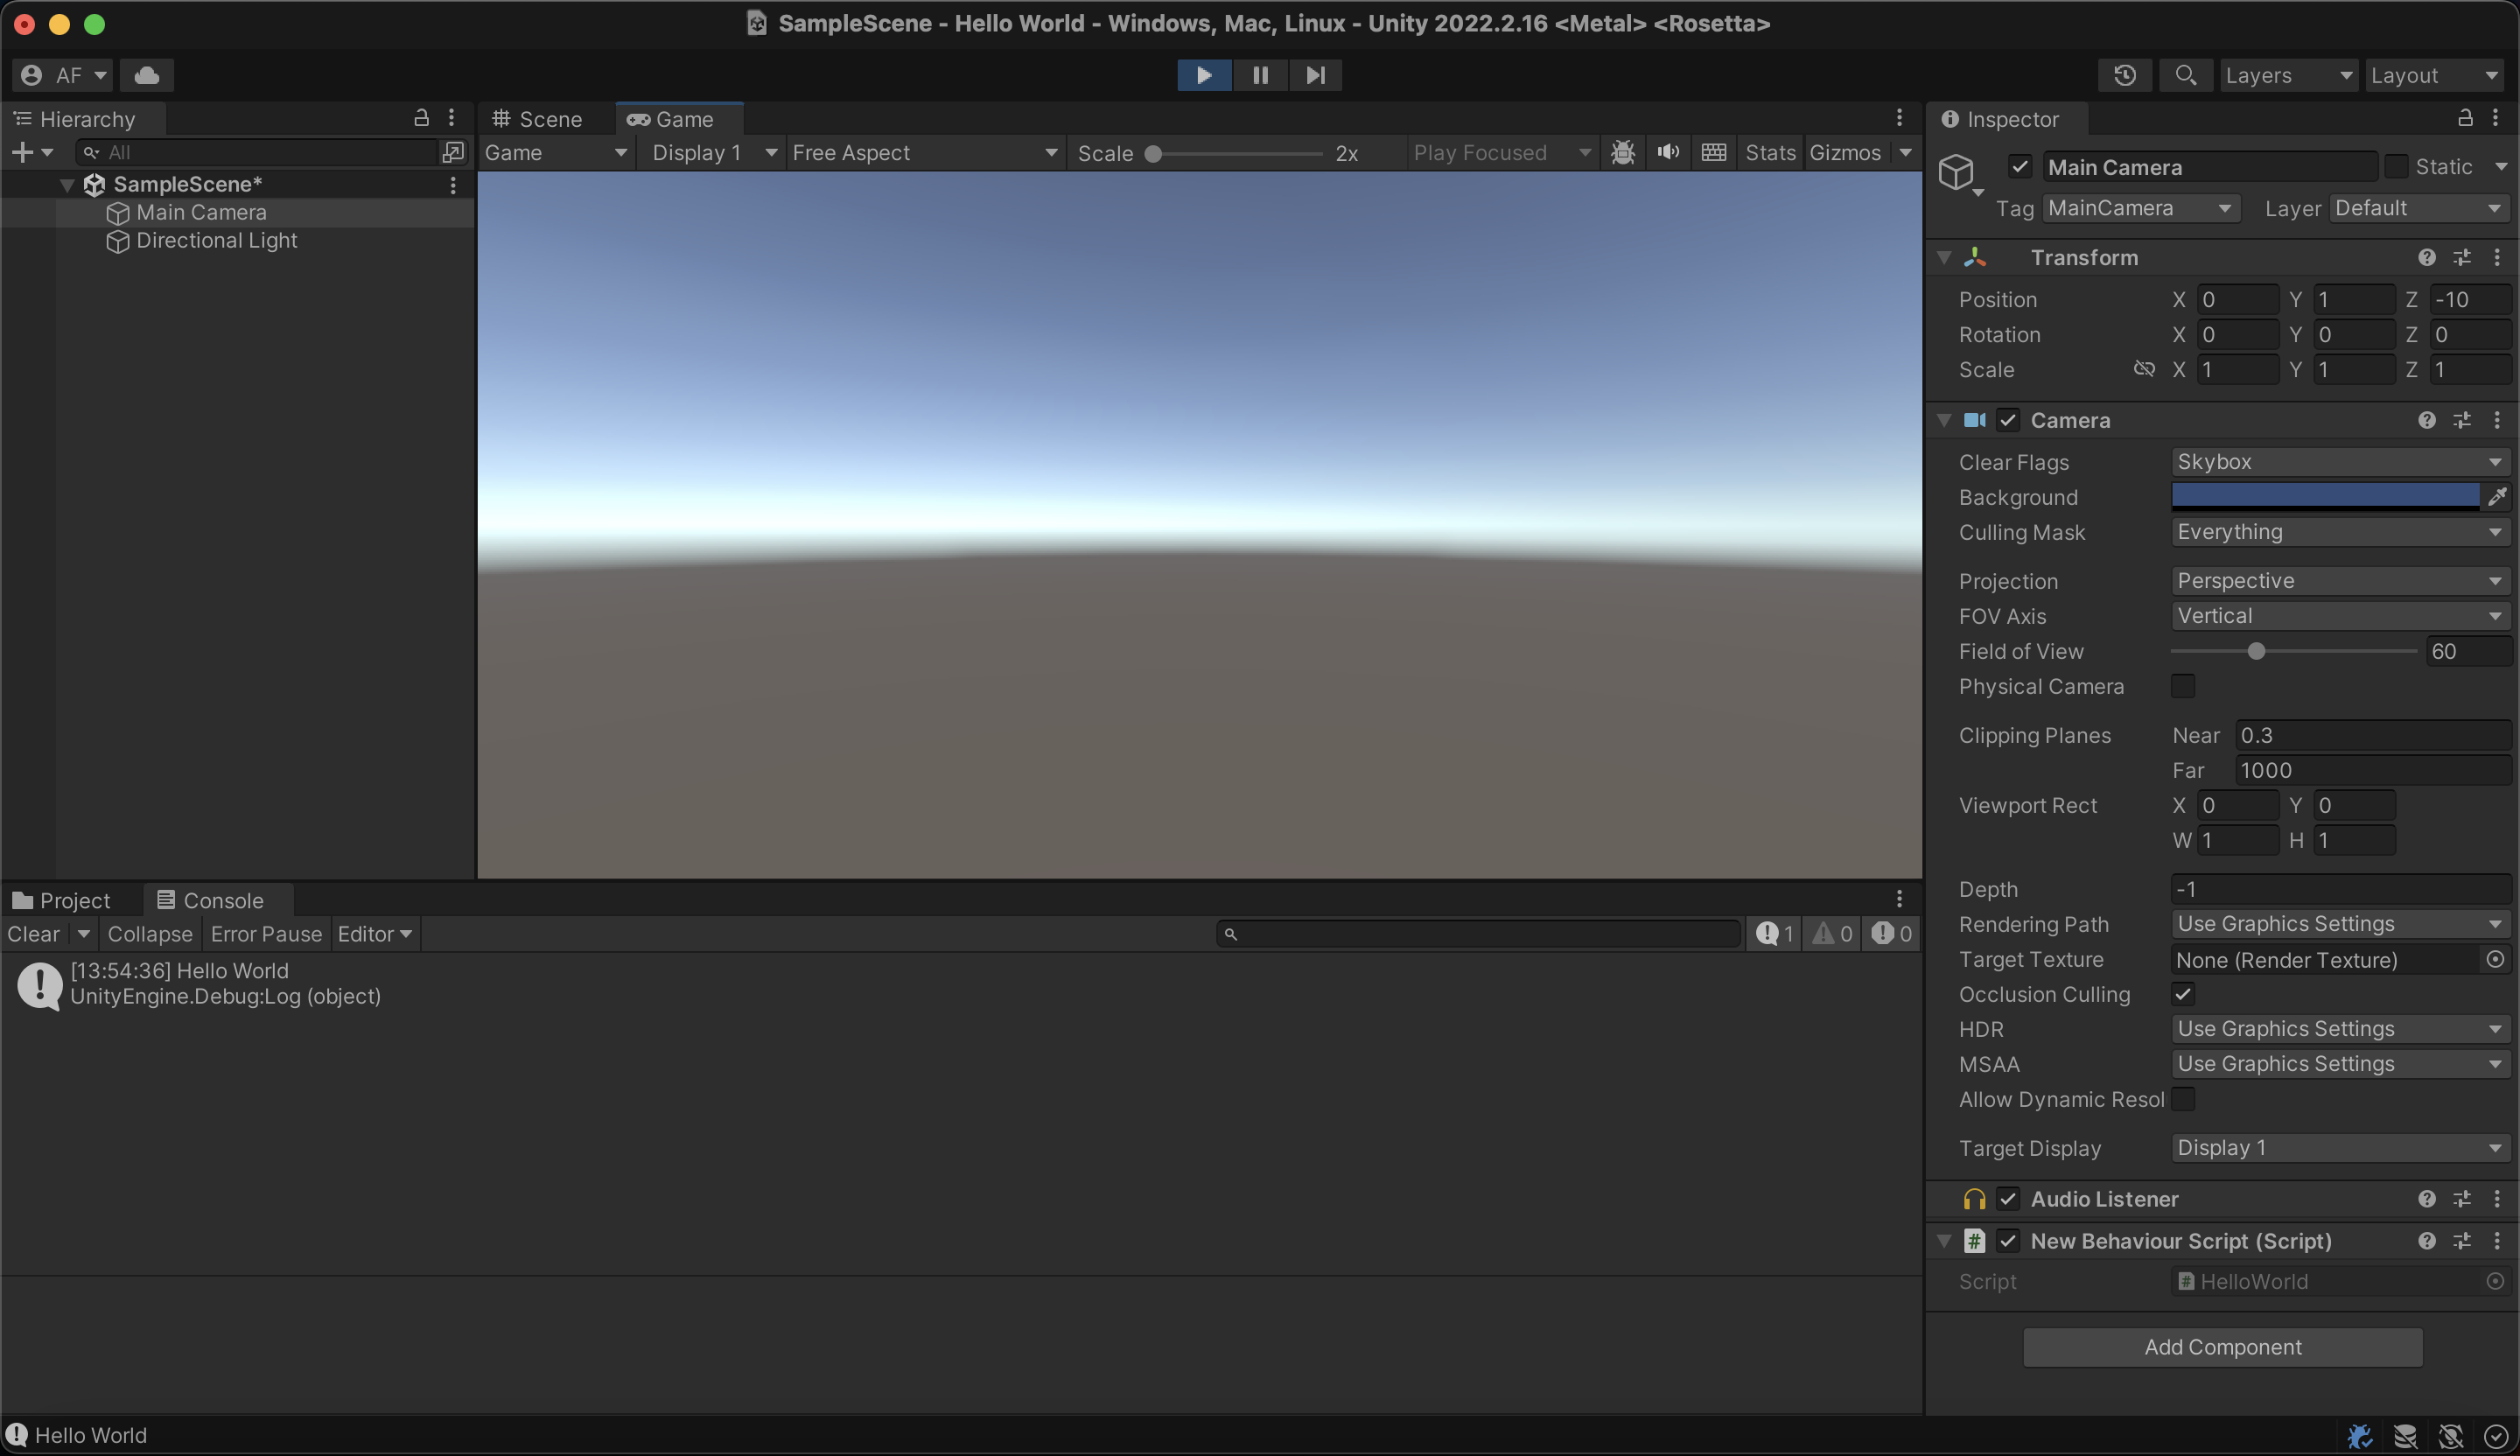 SampleScene - Hello World - Windows, Mac, Linux - Unity 2022.2.16 <Metal> <Rosetta>
AF
Layers
Layout
Hierarchy
All
SampleScene*
Main Camera
Directional Light
Scene
Game
Game
Display 1
Free Aspect
Scale
2x
Play Focused
Stats
Gizmos
Project
Console
Clear
Collapse
Error Pause
Editor
1
0
0
[13:54:36] Hello World
UnityEngine.Debug:Log (object)
Inspector
Main Camera
Static
Tag
MainCamera
Layer
Default
Transform
Position X 0 Y 1 Z -10
Rotation X 0 Y 0 Z 0
Scale X 1 Y 1 Z 1
Camera
Clear Flags Skybox
Background
Culling Mask Everything
Projection Perspective
FOV Axis Vertical
Field of View 60
Physical Camera
Clipping Planes Near 0.3
Far 1000
Viewport Rect X 0 Y 0
W 1 H 1
Depth -1
Rendering Path Use Graphics Settings
Target Texture None (Render Texture)
Occlusion Culling
HDR Use Graphics Settings
MSAA Use Graphics Settings
Allow Dynamic Resol
Target Display Display 1
Audio Listener
# New Behaviour Script (Script)
Script # HelloWorld
Add Component
Hello World